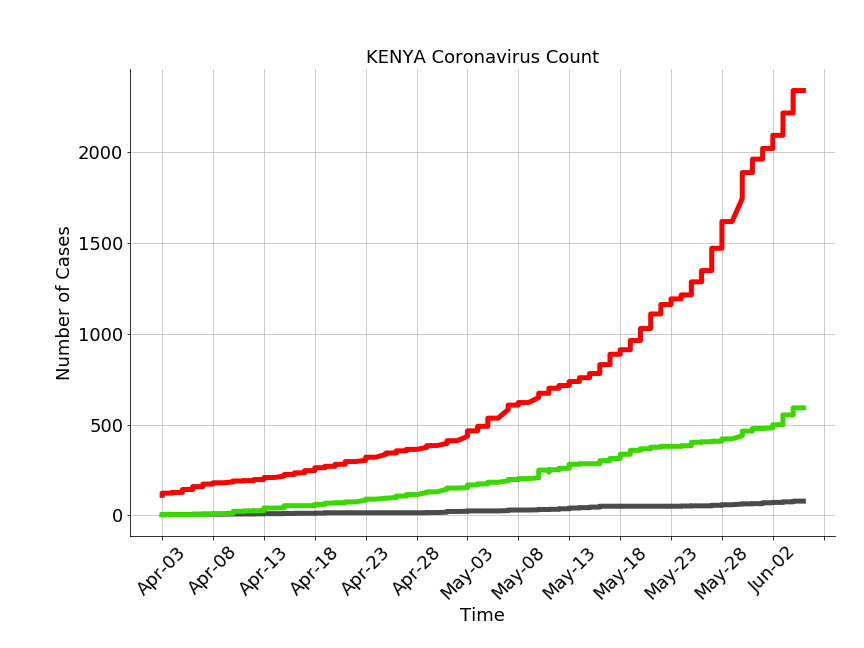 KENYA Coronavirus Count
Number of Cases
2000
1500
1000
500
0
Apr-03
Apr-08
Apr-13
Apr-18
Apr-23
Apr-28
May-03
May-08
May-13
May-18
May-23
May-28
Jun-02
Time